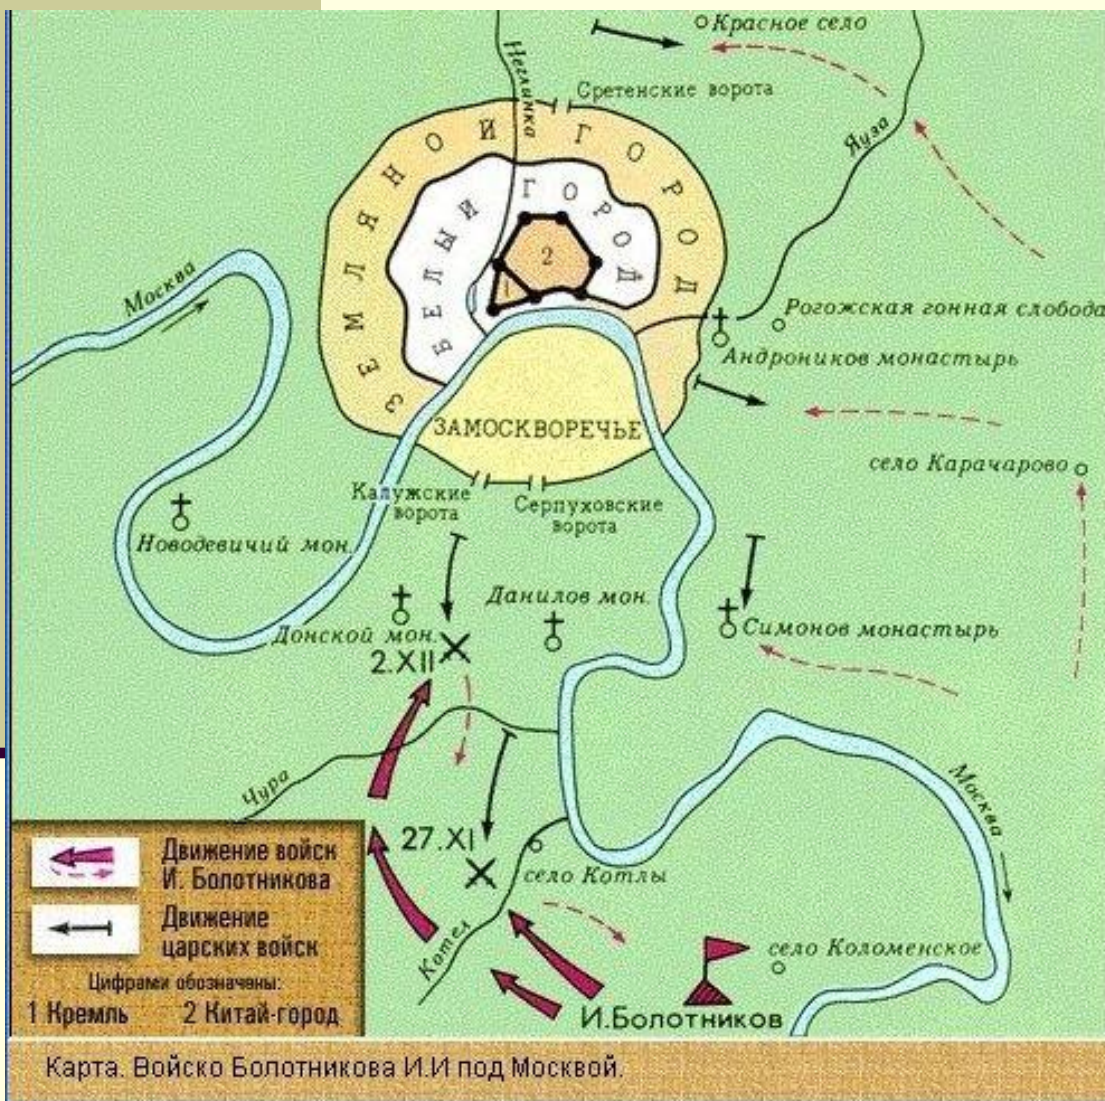 Красное село
Неглинка
Сретенские ворота
Яуза
ЗЕМЛЯНОЙ ГОРОД
БЕЛЫЙ ГОРОД
2
1
Москва
Рогожская гонная слобода
Андроников монастырь
ЗАМОСКВОРЕЧЬЕ
село Карачарово
Калужские
ворота
Серпуховские
ворота
Новодевичий мон.
Данилов мон.
Донской мон.
Симонов монастырь
2.XII
Чура
Москва
27.XI
село Котлы
Котел
село Коломенское
И.Болотников
Движение войск
И. Болотникова
Движение
царских войск
Цифрами обозначены:
1 Кремль 2 Китай-город
Карта. Войско Болотникова И.И под Москвой.